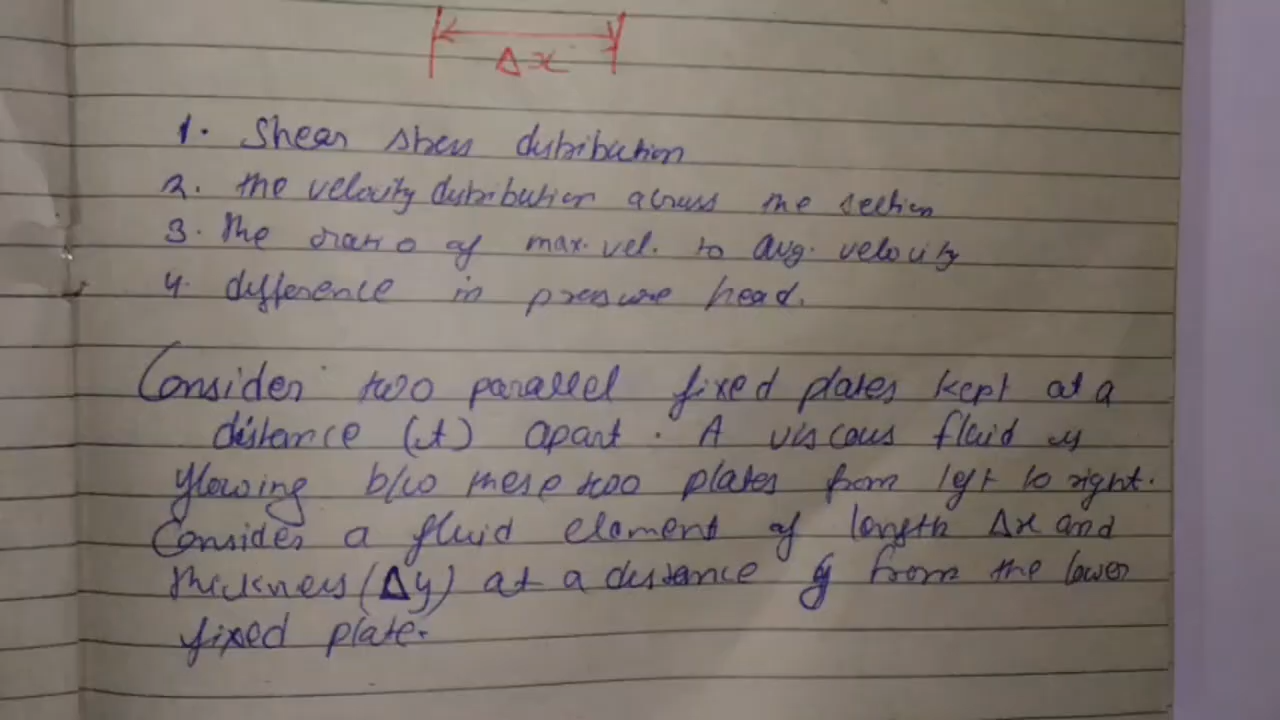 Δx
1. Shear stress distribution
2. the velocity distribution across the section
3. the ratio of max. vel. to avg. velocity
4. difference in pressure head.
Consider two parallel fixed plates kept at a
distance (t) apart. A viscous fluid is
flowing b/w these two plates from left to right.
Consider a fluid element of length Δx and
thickness (Δy) at a distance y from the lower
fixed plate.